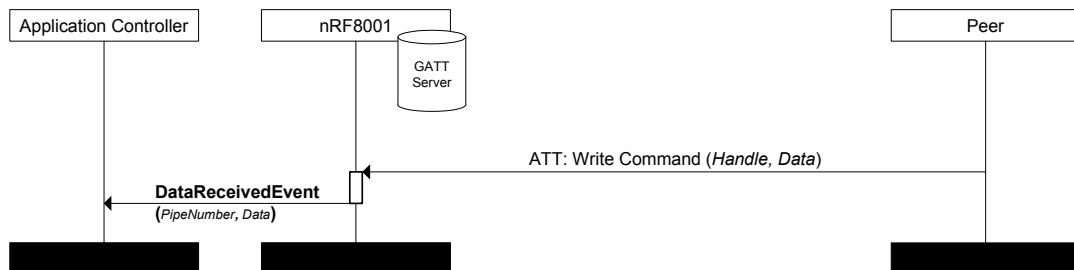 Application Controller
nRF8001
Peer
GATT
Server
ATT: Write Command (Handle, Data)
DataReceivedEvent
(PipeNumber, Data)